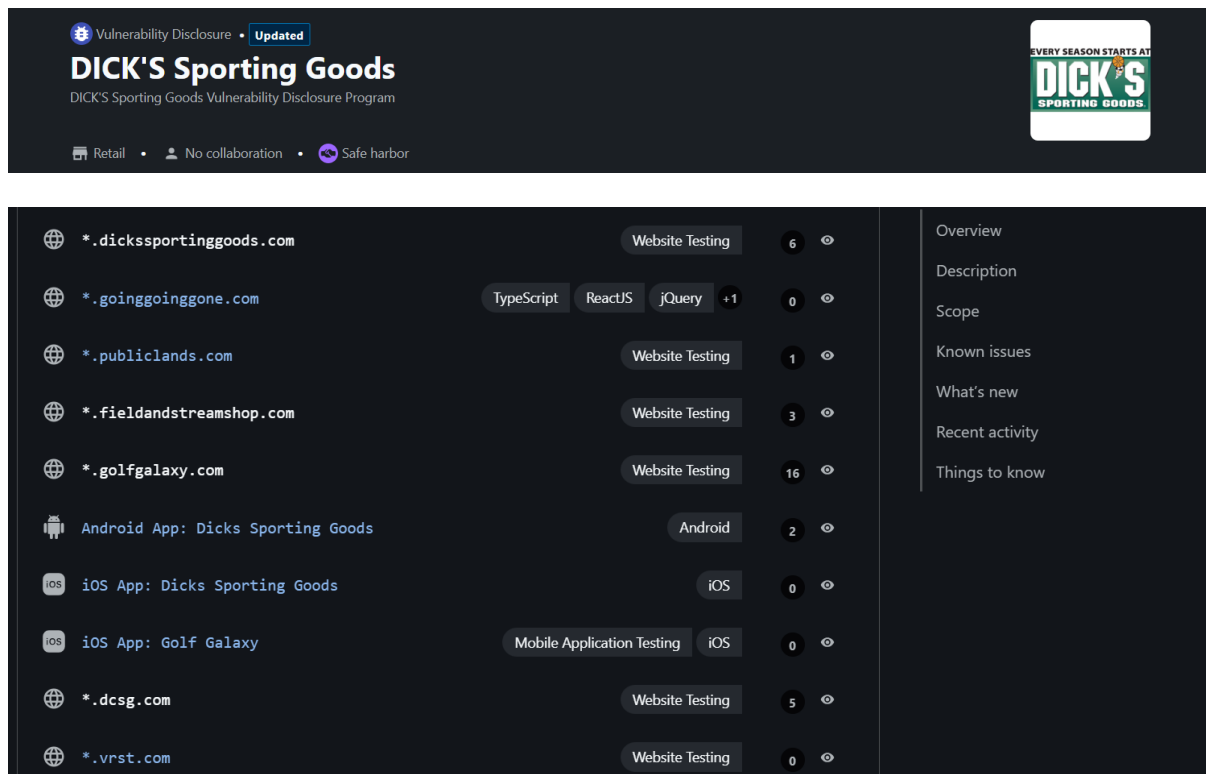 Vulnerability Disclosure • Updated
DICK'S Sporting Goods
DICK'S Sporting Goods Vulnerability Disclosure Program
Retail • No collaboration • Safe harbor
EVERY SEASON STARTS AT
DICK'S
SPORTING GOODS.
*.dickssportinggoods.com Website Testing 6
*.goinggoinggone.com TypeScript ReactJS jQuery +1 0
*.publiclands.com Website Testing 1
*.fieldandstreamshop.com Website Testing 3
*.golfgalaxy.com Website Testing 16
Android App: Dicks Sporting Goods Android 2
iOS iOS App: Dicks Sporting Goods iOS 0
iOS iOS App: Golf Galaxy Mobile Application Testing iOS 0
*.dcsg.com Website Testing 5
*.vrst.com Website Testing 0
Overview
Description
Scope
Known issues
What's new
Recent activity
Things to know